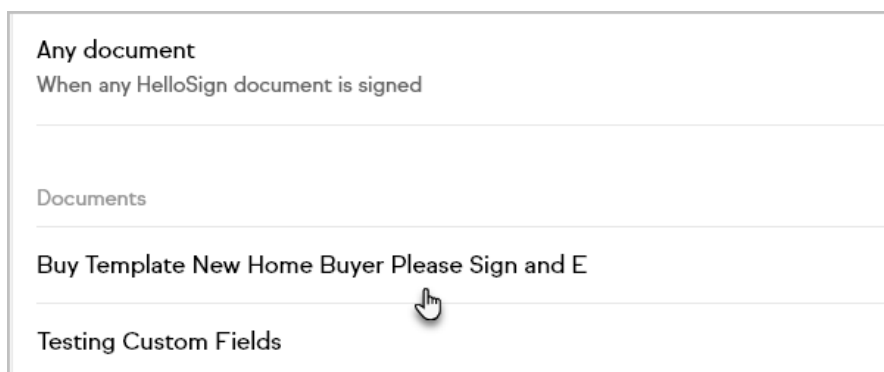 Any document
When any HelloSign document is signed
Documents
Buy Template New Home Buyer Please Sign and E
Testing Custom Fields